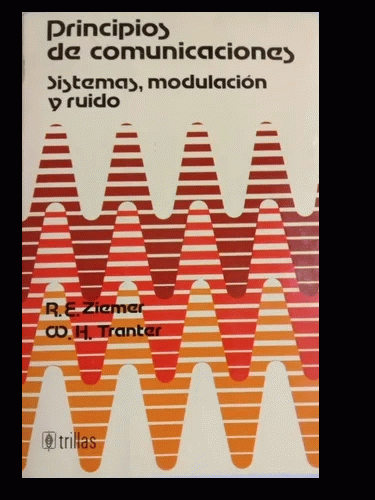 Principios
de comunicaciones
Sistemas, modulación
y ruido
R. E. Ziemer
W. H. Tranter
trillas